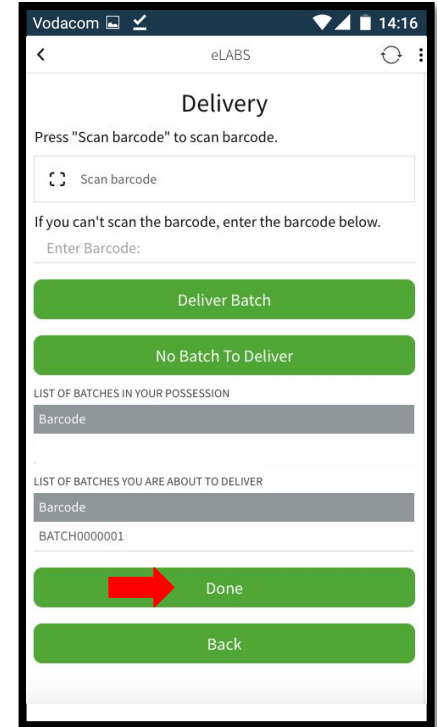 Vodacom 14:16
eLABS
Delivery
Press "Scan barcode" to scan barcode.
Scan barcode
If you can't scan the barcode, enter the barcode below.
Enter Barcode:
Deliver Batch
No Batch To Deliver
LIST OF BATCHES IN YOUR POSSESSION
Barcode
LIST OF BATCHES YOU ARE ABOUT TO DELIVER
Barcode
BATCH0000001
Done
Back